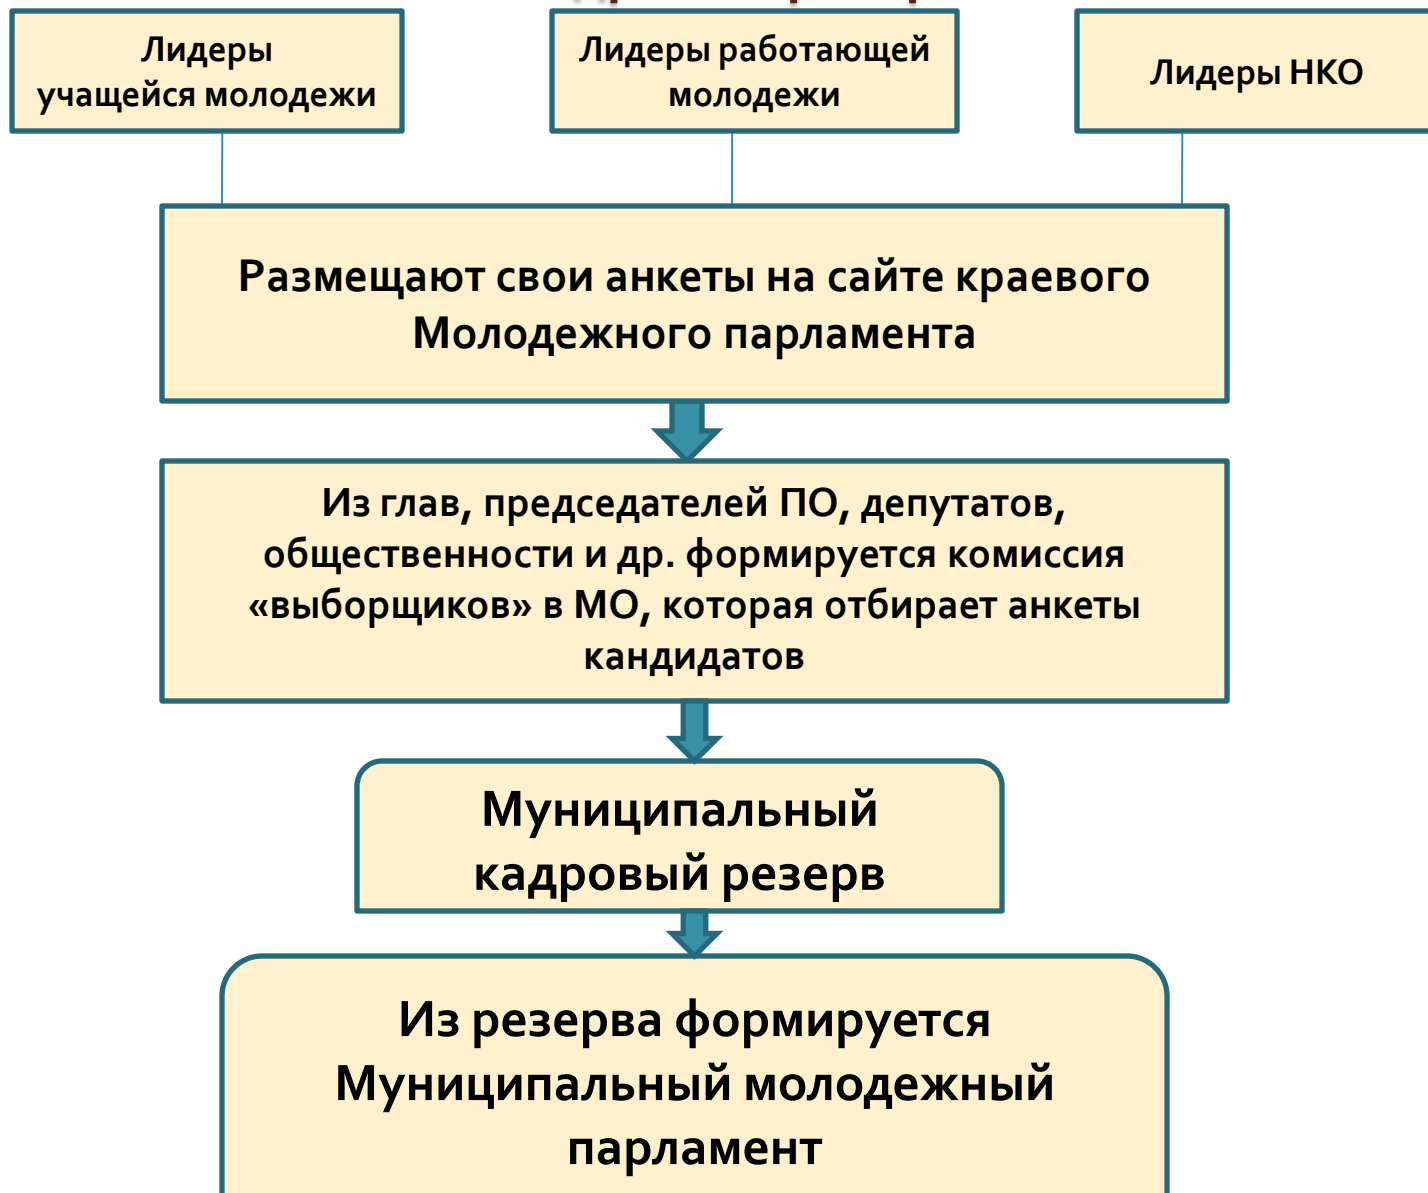 Лидеры
учащейся молодежи
Лидеры работающей
молодежи
Лидеры НКО
Размещают свои анкеты на сайте краевого
Молодежного парламента
Из глав, председателей ПО, депутатов,
общественности и др. формируется комиссия
«выборщиков» в МО, которая отбирает анкеты
кандидатов
Муниципальный
кадровый резерв
Из резерва формируется
Муниципальный молодежный
парламент